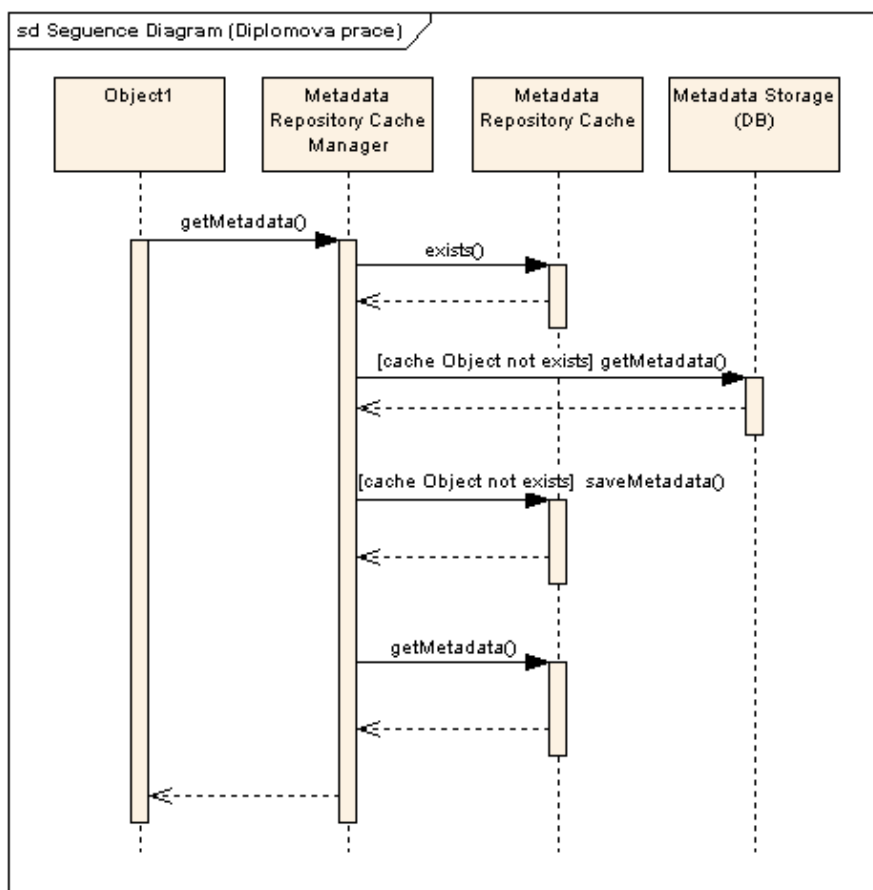 sd Seguence Diagram (Diplomova prace)
Object1
Metadata
Repository Cache
Manager
Metadata
Repository Cache
Metadata Storage
(DB)
getMetadata()
exists()
[cache Object not exists] getMetadata()
[cache Object not exists] saveMetadata()
getMetadata()